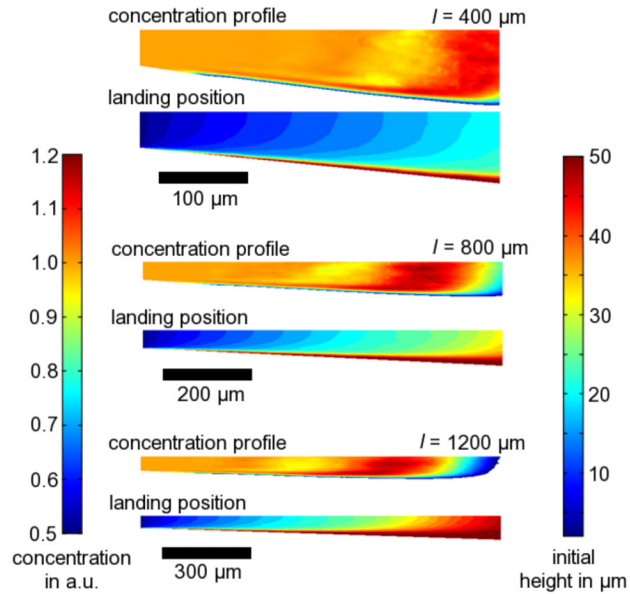 concentration profile
l = 400 µm
landing position
100 µm
concentration profile
l = 800 µm
landing position
200 µm
concentration profile
l = 1200 µm
landing position
300 µm
1.2
1.1
1.0
0.9
0.8
0.7
0.6
0.5
concentration
in a.u.
50
40
30
20
10
initial
height in µm